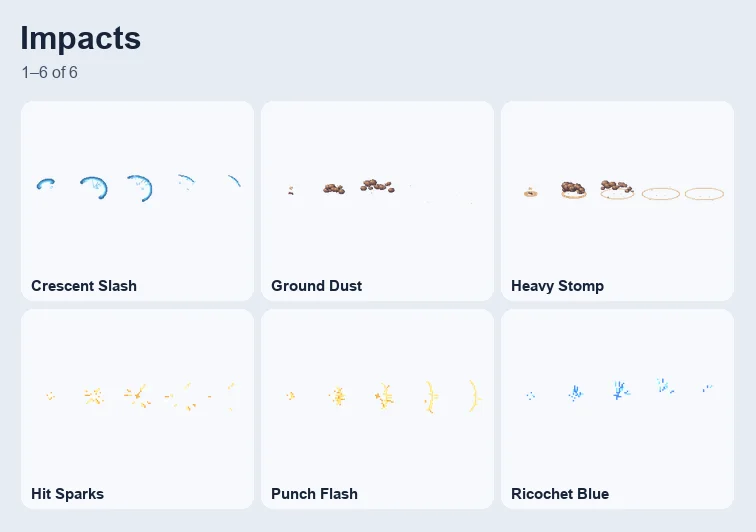 Impacts
1–6 of 6
Crescent Slash
Ground Dust
Heavy Stomp
Hit Sparks
Punch Flash
Ricochet Blue